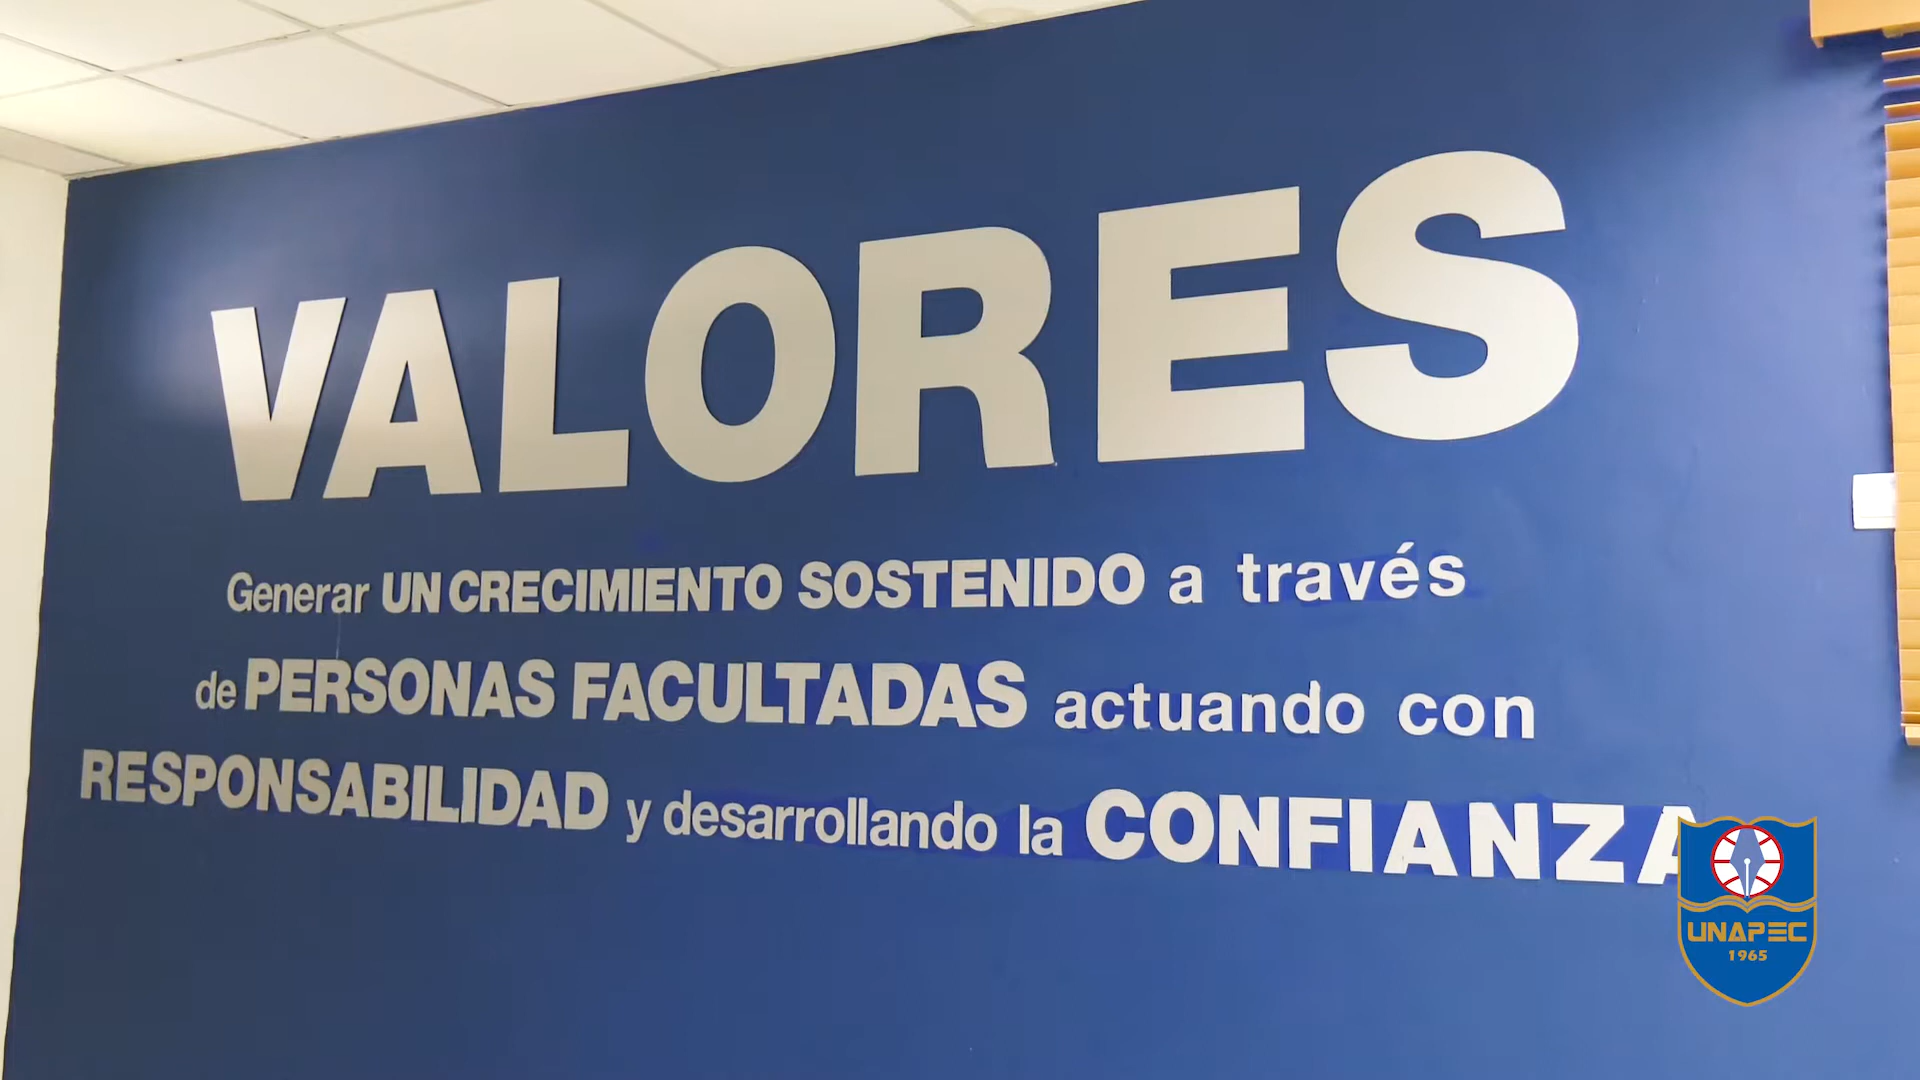 VALORES
Generar UN CRECIMIENTO SOSTENIDO a través
de PERSONAS FACULTADAS actuando con
RESPONSABILIDAD y desarrollando la CONFIANZA
UNAPEC
1965